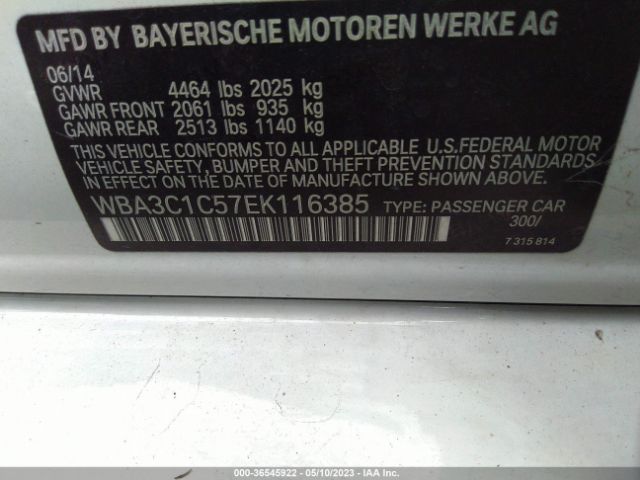 MFD BY BAYERISCHE MOTOREN WERKE AG
06/14
GVWR 4464 lbs 2025 kg
GAWR FRONT 2061 lbs 935 kg
GAWR REAR 2513 lbs 1140 kg
THIS VEHICLE CONFORMS TO ALL APPLICABLE U.S.FEDERAL MOTOR
VEHICLE SAFETY, BUMPER AND THEFT PREVENTION STANDARDS
IN EFFECT ON THE DATE OF MANUFACTURE SHOWN ABOVE.
WBA3C1C57EK116385 TYPE: PASSENGER CAR
300/
7 315 814
000-36545922 - 05/10/2023 - IAA Inc.